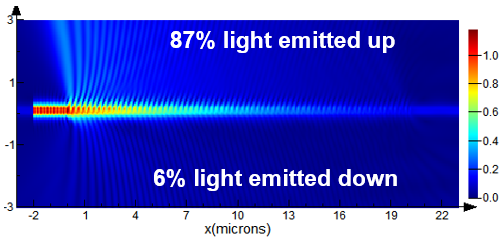 3
87% light emitted up
1.0
0.8
1
0.6
0.4
-1
6% light emitted down
0.2
0.0
-3
-2 1 4 7 10 13 16 19 22
x(microns)